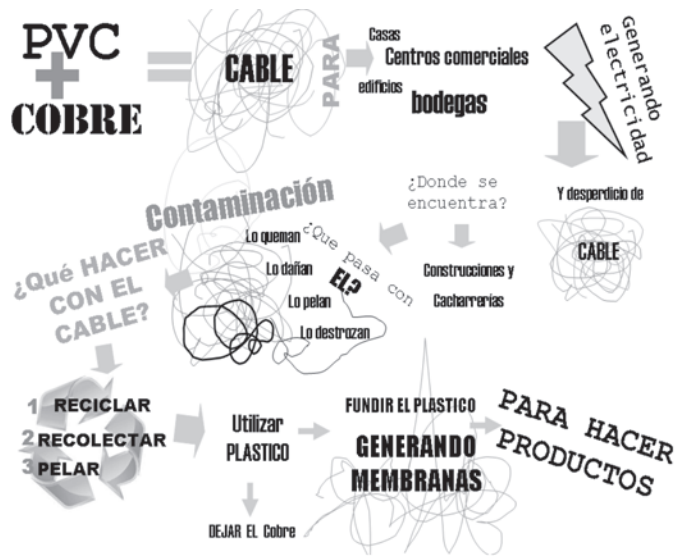 PVC
+
COBRE
=
CABLE
PARA
Casas
Centros comerciales
edificios
bodegas
Generando
electricidad
Y desperdicio de
CABLE
¿Donde se
encuentra?
Construcciones y
Cacharrerías
¿Que pasa con
EL?
Contaminación
Lo queman
Lo dañan
Lo pelan
Lo destrozan
¿Qué HACER
CON EL
CABLE?
1 RECICLAR
2 RECOLECTAR
3 PELAR
Utilizar
PLASTICO
DEJAR EL Cobre
FUNDIR EL PLASTICO
GENERANDO
MEMBRANAS
PARA HACER
PRODUCTOS